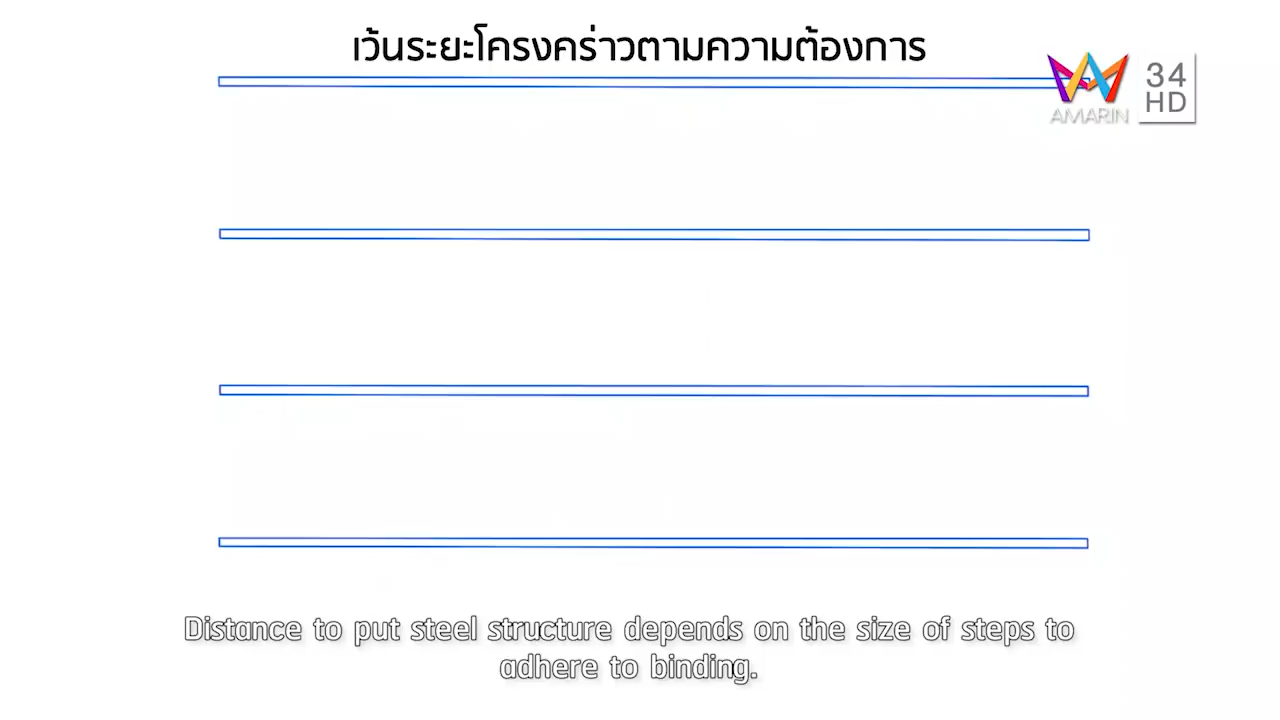 เว้นระยะโครงคร่าวตามความต้องการ
34
HD
AMARIN
Distance to put steel structure depends on the size of steps to
adhere to binding.